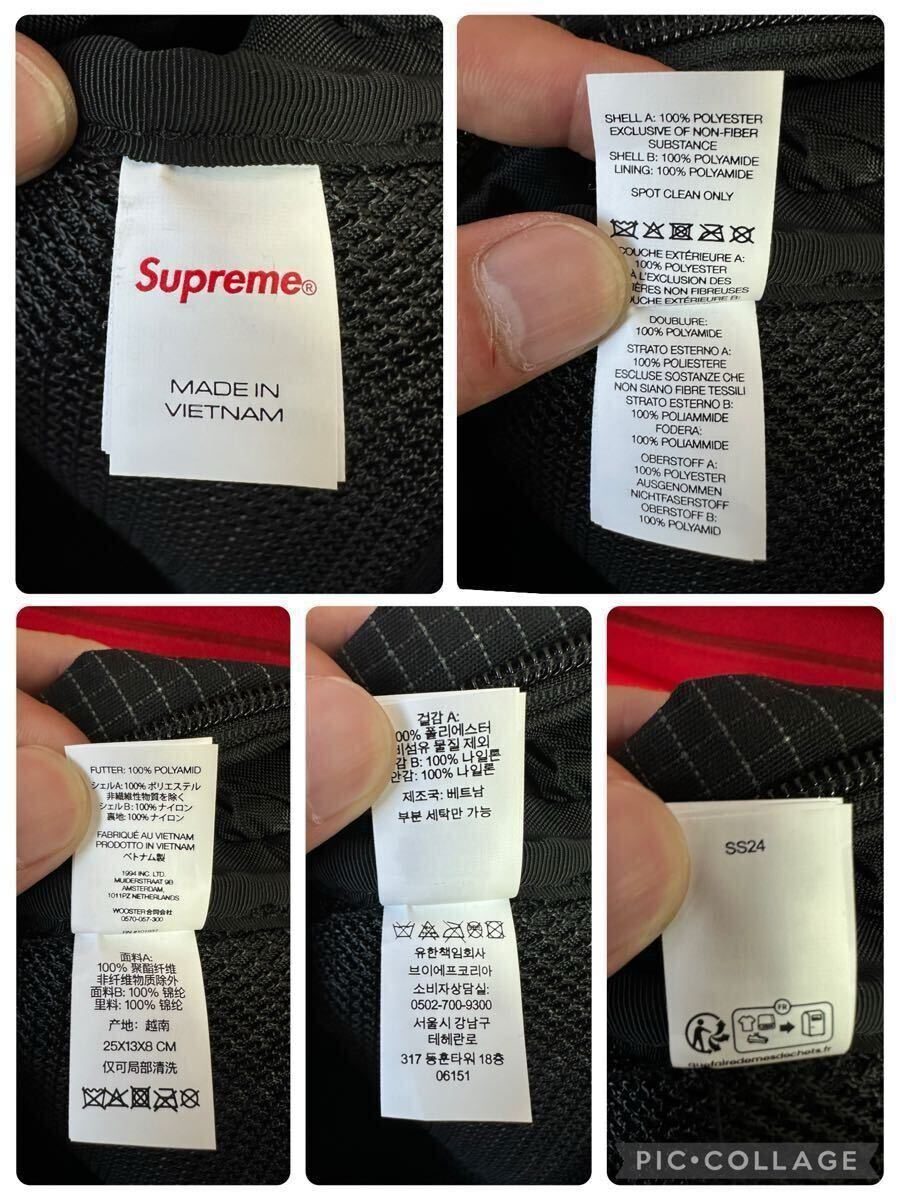 Supreme®
MADE IN
VIETNAM
SHELL A: 100% POLYESTER
EXCLUSIVE OF NON-FIBER
SUBSTANCE
SHELL B: 100% POLYAMIDE
LINING: 100% POLYAMIDE
SPOT CLEAN ONLY
COUCHE EXTÉRIEURE A:
100% POLYESTER
À L'EXCLUSION DES
IÈRES NON FIBREUSES
UCHE EXTÉRIEURE B:
DOUBLURE:
100% POLYAMIDE
STRATO ESTERNO A:
100% POLIESTERE
ESCLUSE SOSTANZE CHE
NON SIANO FIBRE TESSILI
STRATO ESTERNO B:
100% POLIAMMIDE
FODERA:
100% POLIAMMIDE
OBERSTOFF A:
100% POLYESTER
AUSGENOMMEN
NICHTFASERSTOFF
OBERSTOFF B:
100% POLYAMID
FUTTER: 100% POLYAMID
シェルA: 100% ポリエステル
非繊維性物質を除く
シェルB: 100% ナイロン
裏地: 100% ナイロン
FABRIQUÉ AU VIETNAM
PRODOTTO IN VIETNAM
ベトナム製
1994 INC. LTD.
MUIDERSTRAAT 9B
AMSTERDAM,
1011PZ NETHERLANDS
WOOSTER合同会社
0570-057-300
面料A:
100% 聚酯纤维
非纤维物质除外
面料B: 100% 锦纶
里料: 100% 锦纶
产地: 越南
25X13X8 CM
仅可局部清洗
겉감 A:
00% 폴리에스터
비섬유 물질 제외
감 B: 100% 나일론
안감: 100% 나일론
제조국: 베트남
부분 세탁만 가능
유한책임회사
브이에프코리아
소비자상담실:
0502-700-9300
서울시 강남구
테헤란로
317 동훈타워 18층
06151
SS24
FR
quefairedemesdechets.fr
PIC•COLLAGE